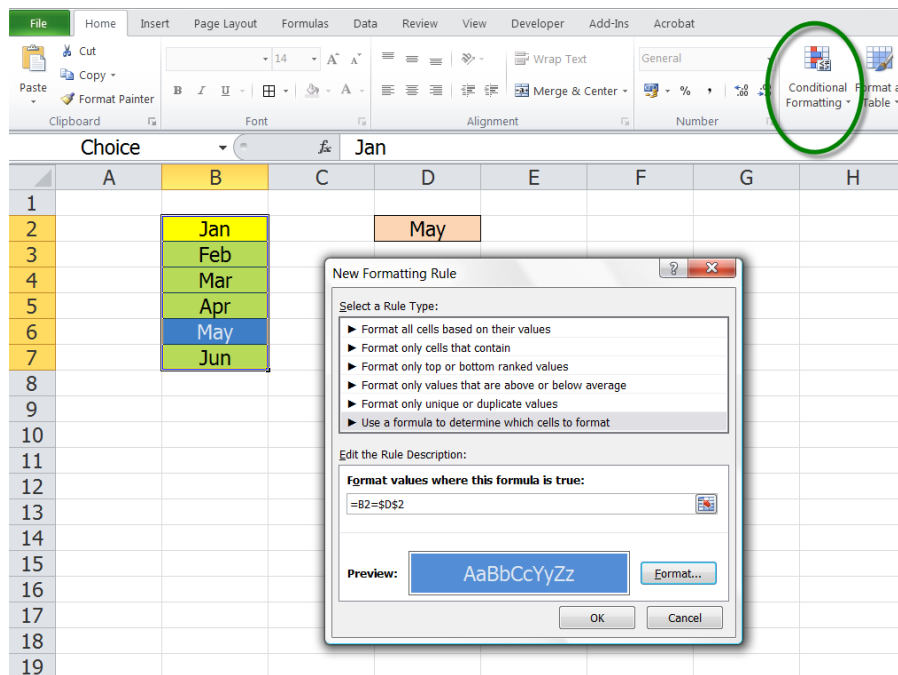 File Home Insert Page Layout Formulas Data Review View Developer Add-Ins Acrobat
Paste
Cut
Copy
Format Painter
Clipboard
14
A A
B I U A
Font
Wrap Text
Merge & Center
Alignment
General
% ,
Number
Conditional Formatting
Format as Table
Choice fx Jan
A B C D E F G H
1
2 Jan May
3 Feb
4 Mar
5 Apr
6 May
7 Jun
8
9
10
11
12
13
14
15
16
17
18
19
New Formatting Rule
Select a Rule Type:
► Format all cells based on their values
► Format only cells that contain
► Format only top or bottom ranked values
► Format only values that are above or below average
► Format only unique or duplicate values
► Use a formula to determine which cells to format
Edit the Rule Description:
Format values where this formula is true:
=B2=$D$2
Preview: AaBbCcYyZz Format...
OK Cancel